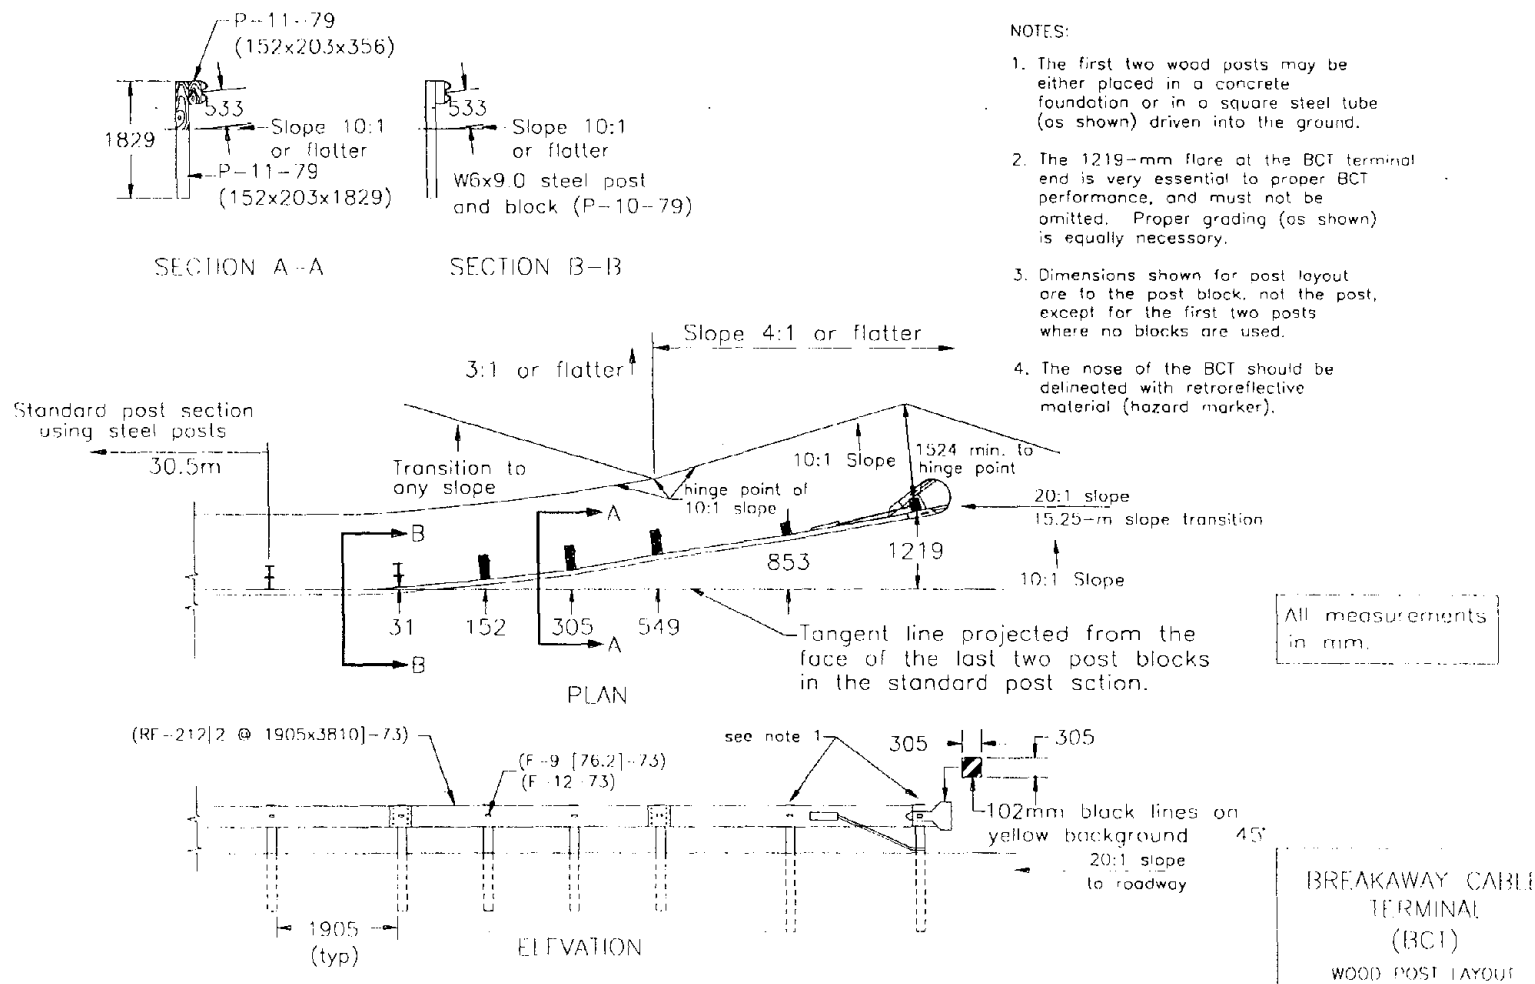 P-11-79
(152x203x356)
533
1829
Slope 10:1
or flatter
P-11-79
(152x203x1829)
SECTION A-A
533
Slope 10:1
or flatter
W6x9.0 steel post
and block (P-10-79)
SECTION B-B
NOTES:
1. The first two wood posts may be
either placed in a concrete
foundation or in a square steel tube
(as shown) driven into the ground.
2. The 1219-mm flare at the BCT terminal
end is very essential to proper BCT
performance, and must not be
omitted. Proper grading (as shown)
is equally necessary.
3. Dimensions shown for post layout
are to the post block, not the post,
except for the first two posts
where no blocks are used.
4. The nose of the BCT should be
delineated with retroreflective
material (hazard marker).
Slope 4:1 or flatter
3:1 or flatter
Standard post section
using steel posts
30.5m
Transition to
any slope
hinge point of
10:1 slope
10:1 Slope
1524 min. to
hinge point
20:1 slope
15.25-m slope transition
10:1 Slope
B
A
853
1219
31
152
305
549
B
A
Tangent line projected from the
face of the last two post blocks
in the standard post sction.
PLAN
All measurements
in mm.
(RF-212[2 @ 1905x3810]-73)
(F-9 [76.2]-73)
(F-12-73)
see note 1
305
305
102mm black lines on
yellow background 45°
20:1 slope
to roadway
1905
(typ)
ELEVATION
BREAKAWAY CABLE
TERMINAL
(BCT)
WOOD POST LAYOUT